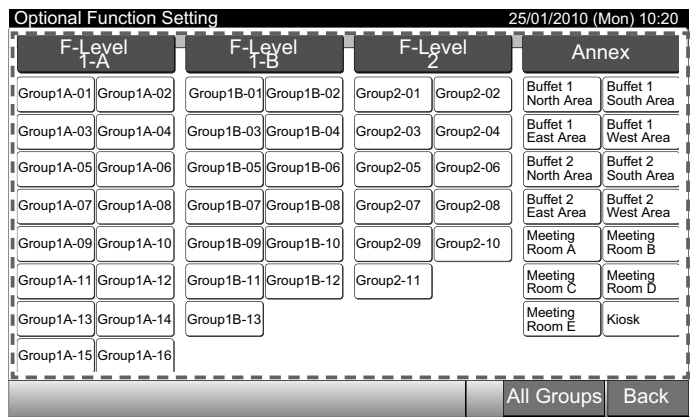 Optional Function Setting 25/01/2010 (Mon) 10:20
F-Level
1-A
F-Level
1-B
F-Level
2
Annex
Group1A-01 Group1A-02 Group1B-01 Group1B-02 Group2-01 Group2-02 Buffet 1 North Area Buffet 1 South Area
Group1A-03 Group1A-04 Group1B-03 Group1B-04 Group2-03 Group2-04 Buffet 1 East Area Buffet 1 West Area
Group1A-05 Group1A-06 Group1B-05 Group1B-06 Group2-05 Group2-06 Buffet 2 North Area Buffet 2 South Area
Group1A-07 Group1A-08 Group1B-07 Group1B-08 Group2-07 Group2-08 Buffet 2 East Area Buffet 2 West Area
Group1A-09 Group1A-10 Group1B-09 Group1B-10 Group2-09 Group2-10 Meeting Room A Meeting Room B
Group1A-11 Group1A-12 Group1B-11 Group1B-12 Group2-11 Meeting Room C Meeting Room D
Group1A-13 Group1A-14 Group1B-13 Meeting Room E Kiosk
Group1A-15 Group1A-16
All Groups Back